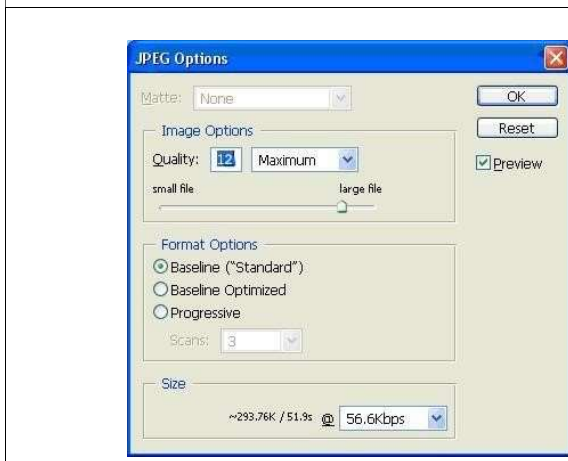 JPEG Options
Matte: None
OK
Image Options
Reset
Quality: 12 Maximum
Preview
small file large file
Format Options
Baseline ("Standard")
Baseline Optimized
Progressive
Scans: 3
Size
~293.76K / 51.9s @ 56.6Kbps